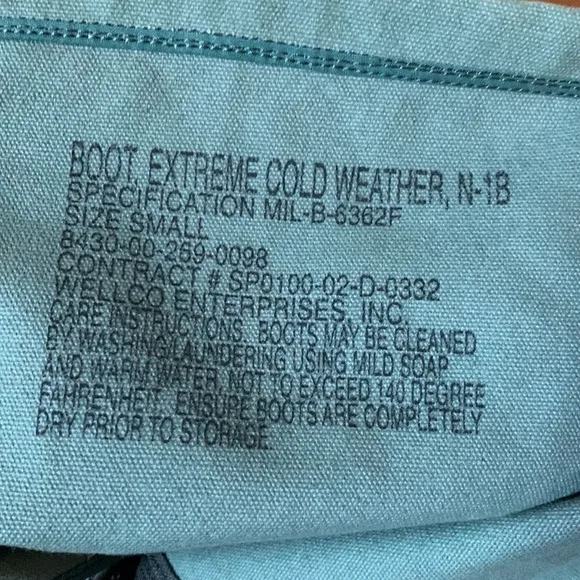 BOOT, EXTREME COLD WEATHER, N-1B
SPECIFICATION MIL-B-6362F
SIZE SMALL
8430-00-269-0098
CONTRACT # SP0100-02-D-0332
WELLCO ENTERPRISES, INC.
CARE INSTRUCTIONS. BOOTS MAY BE CLEANED
BY WASHING/LAUNDERING USING MILD SOAP
AND WARM WATER, NOT TO EXCEED 140 DEGREE
FAHRENHEIT. ENSURE BOOTS ARE COMPLETELY
DRY PRIOR TO STORAGE.